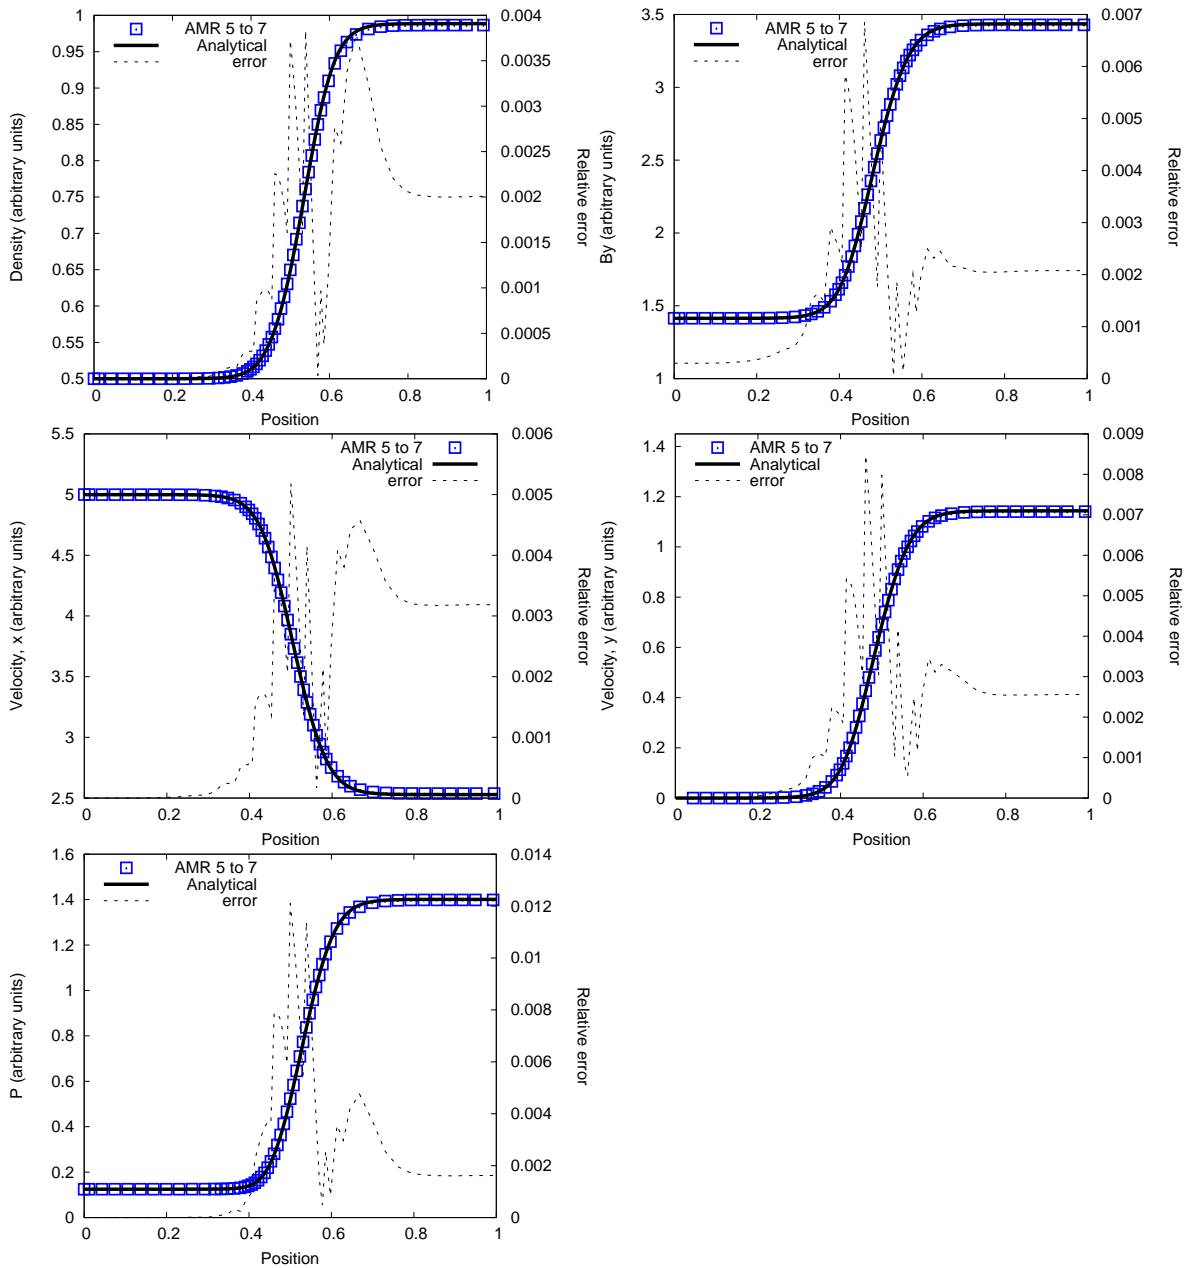 AMR 5 to 7
Analytical
error
1
0.95
0.9
0.85
0.8
0.75
0.7
0.65
0.6
0.55
0.5
0.004
0.0035
0.003
0.0025
0.002
0.0015
0.001
0.0005
0
0 0.2 0.4 0.6 0.8 1
Position
Density (arbitrary units)
Relative error
AMR 5 to 7
Analytical
error
3.5
3
2.5
2
1.5
1
0.007
0.006
0.005
0.004
0.003
0.002
0.001
0
0 0.2 0.4 0.6 0.8 1
Position
By (arbitrary units)
Relative error
AMR 5 to 7
Analytical
error
5.5
5
4.5
4
3.5
3
2.5
0.006
0.005
0.004
0.003
0.002
0.001
0
0 0.2 0.4 0.6 0.8 1
Position
Velocity, x (arbitrary units)
Relative error
AMR 5 to 7
Analytical
error
1.4
1.2
1
0.8
0.6
0.4
0.2
0
0.009
0.008
0.007
0.006
0.005
0.004
0.003
0.002
0.001
0
0 0.2 0.4 0.6 0.8 1
Position
Velocity, y (arbitrary units)
Relative error
AMR 5 to 7
Analytical
error
1.6
1.4
1.2
1
0.8
0.6
0.4
0.2
0
0.014
0.012
0.01
0.008
0.006
0.004
0.002
0
0 0.2 0.4 0.6 0.8 1
Position
P (arbitrary units)
Relative error